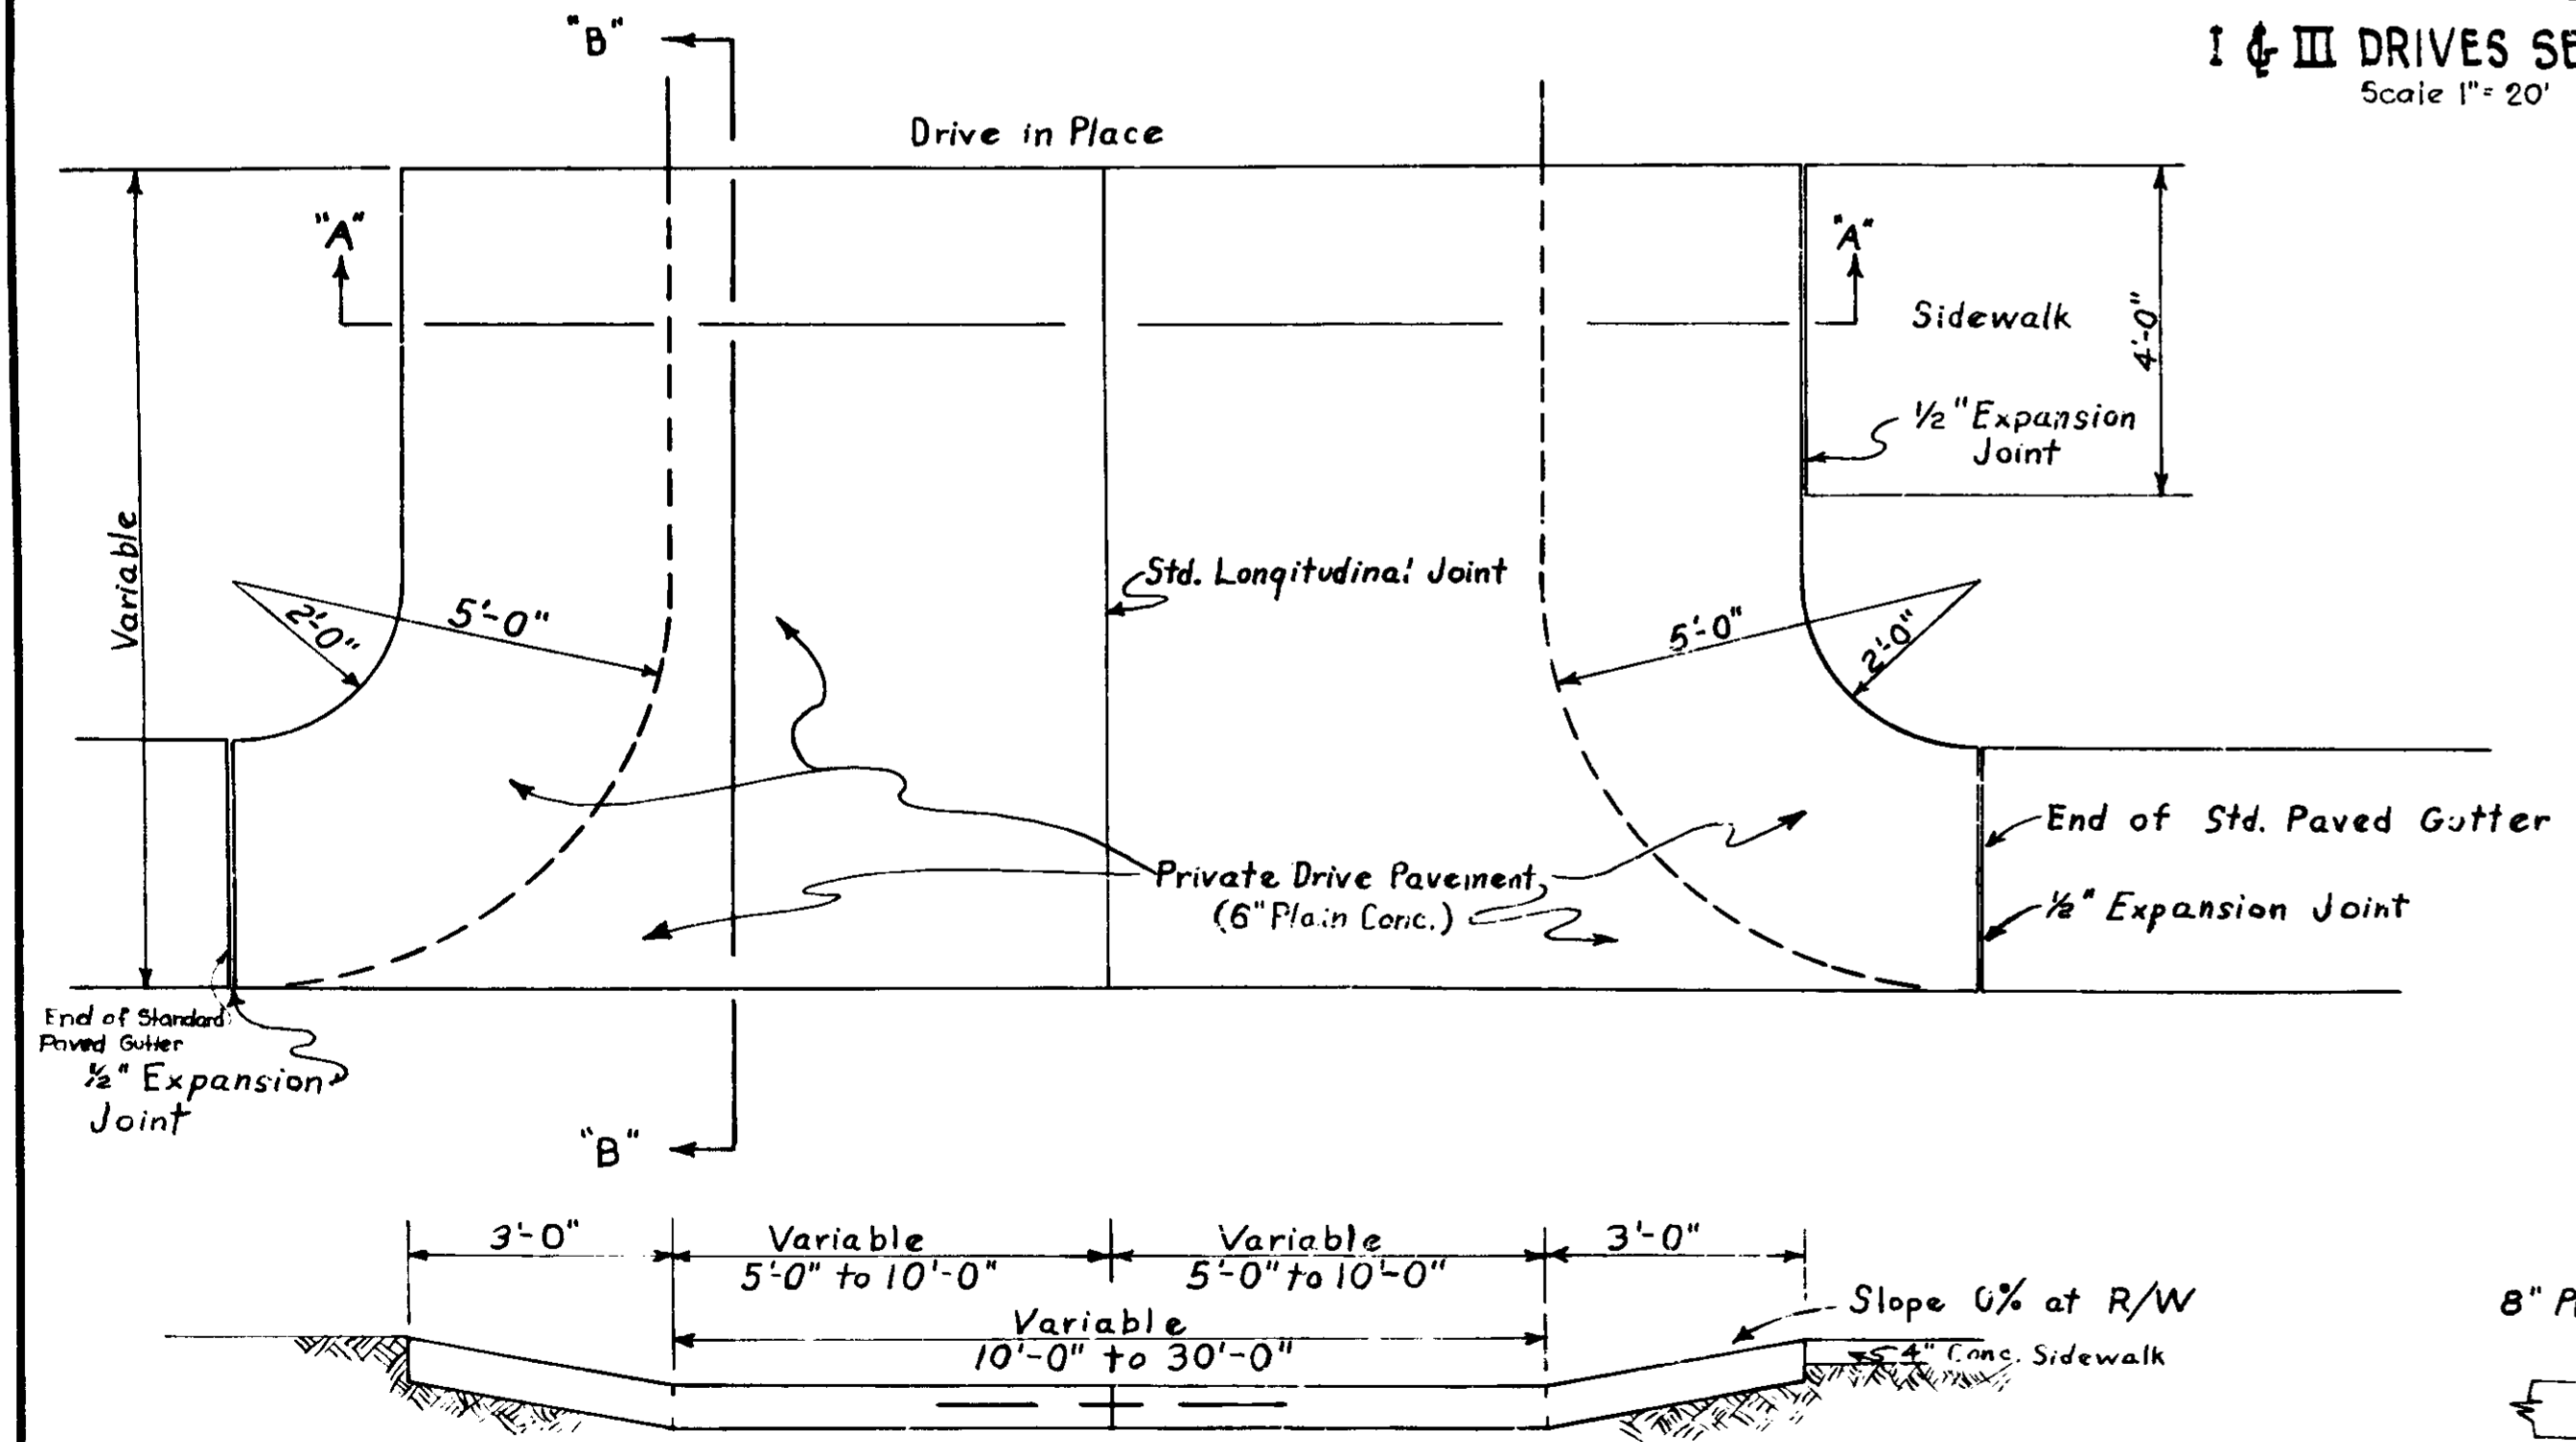 I & III DRIVES SE
Scale 1" = 20'
"B"
Drive in Place
"A"
"A"
Sidewalk
4'-0"
1/2" Expansion
Joint
Variable
Std. Longitudinal Joint
2'-0"
5'-0"
5'-0"
2'-0"
End of Std. Paved Gutter
Private Drive Pavement
(6" Plain Conc.)
1/2" Expansion Joint
End of Standard
Paved Gutter
1/2" Expansion
Joint
"B"
3'-0"
Variable
5'-0" to 10'-0"
Variable
5'-0" to 10'-0"
3'-0"
Variable
10'-0" to 30'-0"
Slope 0% at R/W
4" Conc. Sidewalk
8" P